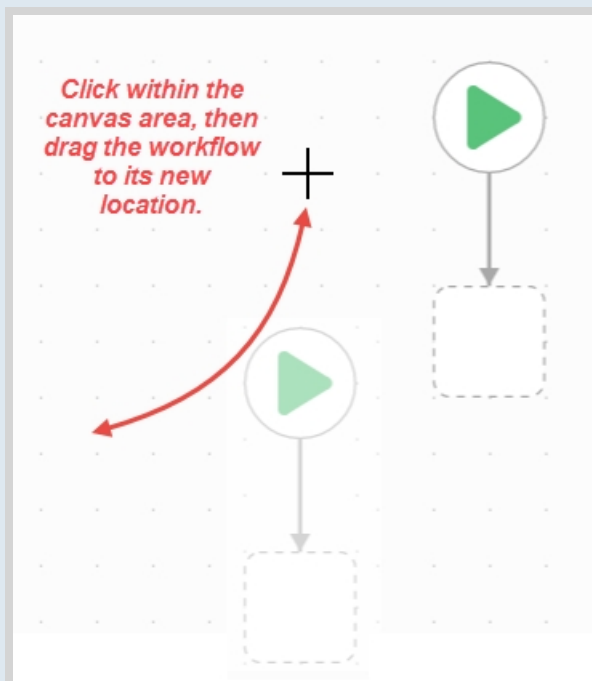 Click within the
canvas area, then
drag the workflow
to its new
location.